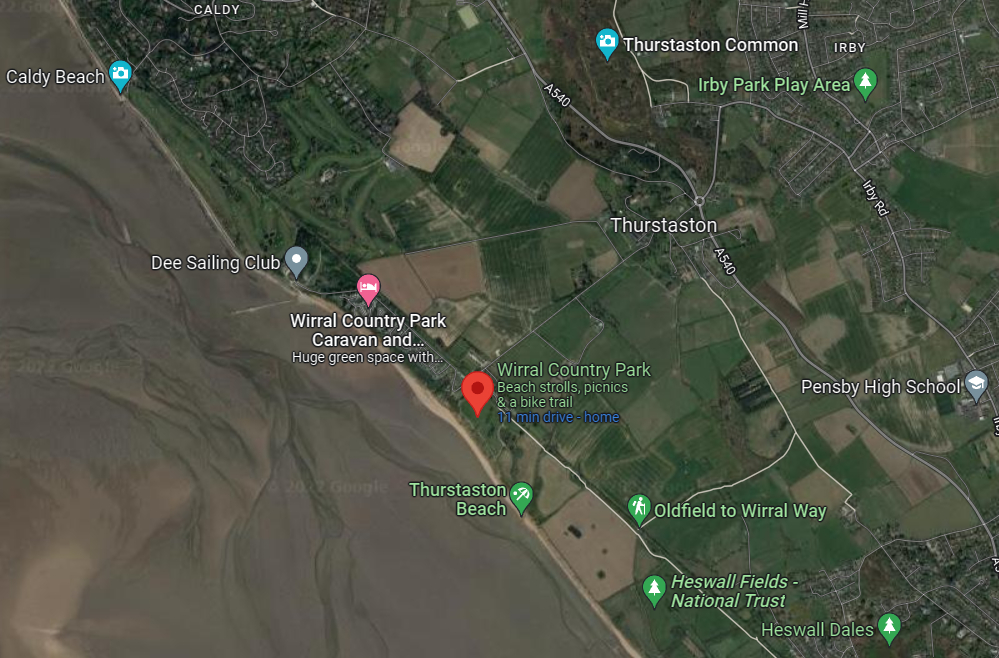 CALDY
Caldy Beach
Thurstaston Common
Mill H
IRBY
Irby Park Play Area
A540
Google
Irby Rd
Thurstaston
A540
Dee Sailing Club
Wirral Country Park
Caravan and...
Huge green space with...
Wirral Country Park
Beach strolls, picnics
& a bike trail
11 min drive - home
Pensby High School
© 2022 Google
Thurstaston
Beach
Oldfield to Wirral Way
Heswall Fields -
National Trust
Heswall Dales